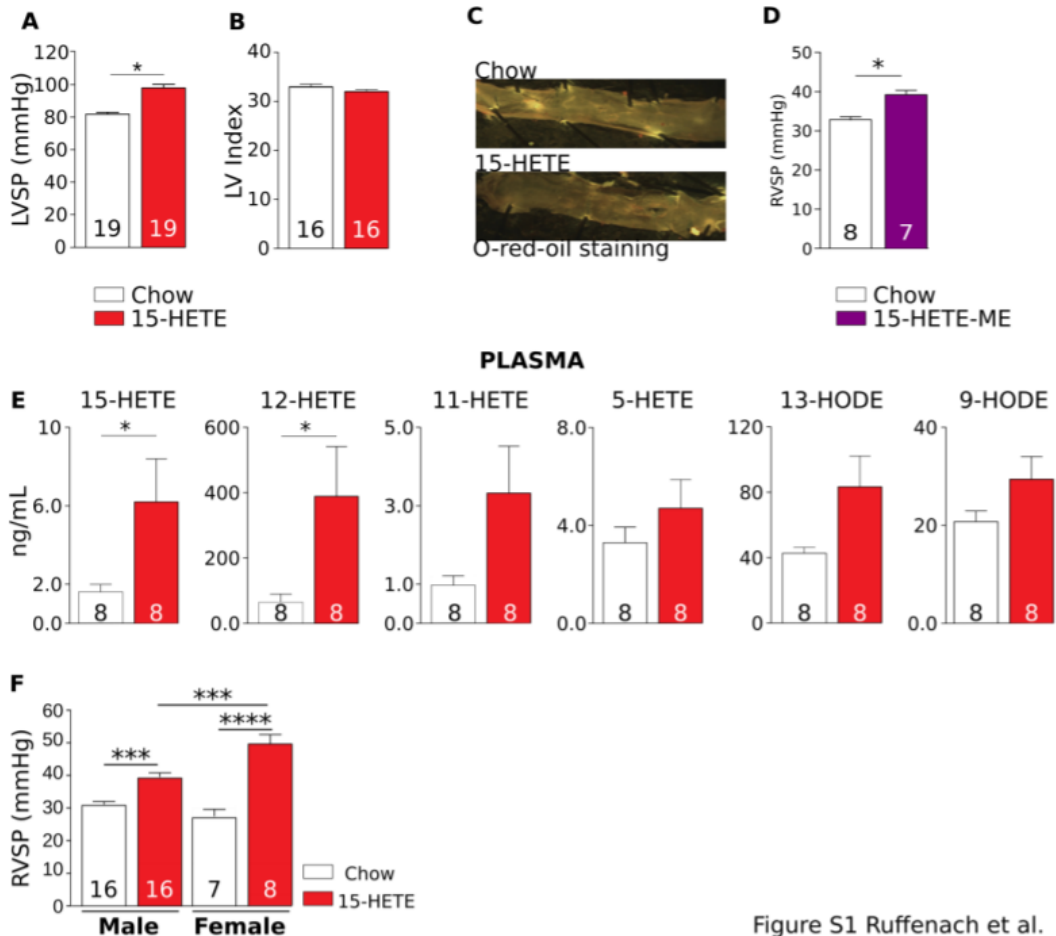 A
LVSP (mmHg)
120
100
80
60
40
20
0
*
19
19
B
LV Index
40
30
20
10
0
16
16
Chow
15-HETE
C
Chow
15-HETE
O-red-oil staining
D
RVSP (mmHg)
50
40
30
20
10
0
*
8
7
Chow
15-HETE-ME
PLASMA
E
ng/mL
15-HETE
10
6.0
2.0
0.0
*
8
8
12-HETE
600
400
200
0.0
*
8
8
11-HETE
5.0
3.0
1.0
0.0
8
8
5-HETE
8.0
4.0
0.0
8
8
13-HODE
120
80
40
0
8
8
9-HODE
40
20
0
8
8
F
RVSP (mmHg)
60
50
40
30
20
10
0
***
***
****
16
16
7
8
Male
Female
Chow
15-HETE
Figure S1 Ruffenach et al.